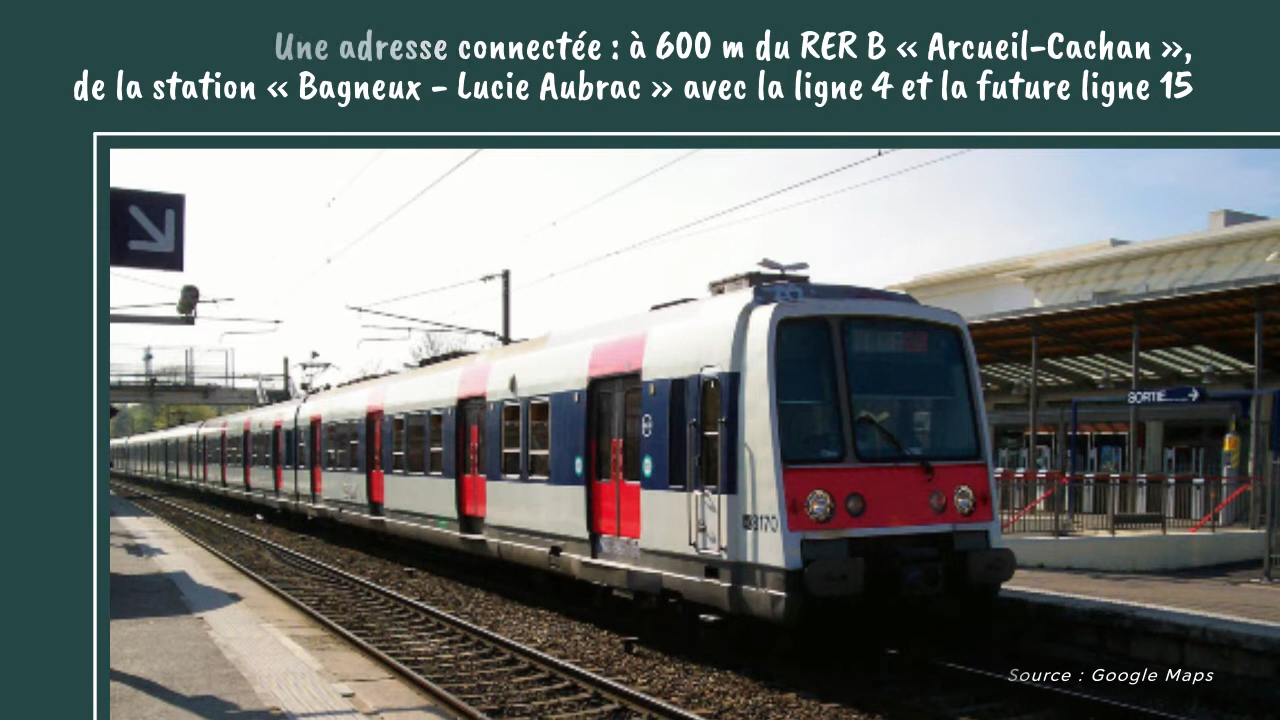 Une adresse connectée : à 600 m du RER B « Arcueil-Cachan »,
de la station « Bagneux - Lucie Aubrac » avec la ligne 4 et la future ligne 15
SORTIE
Source : Google Maps